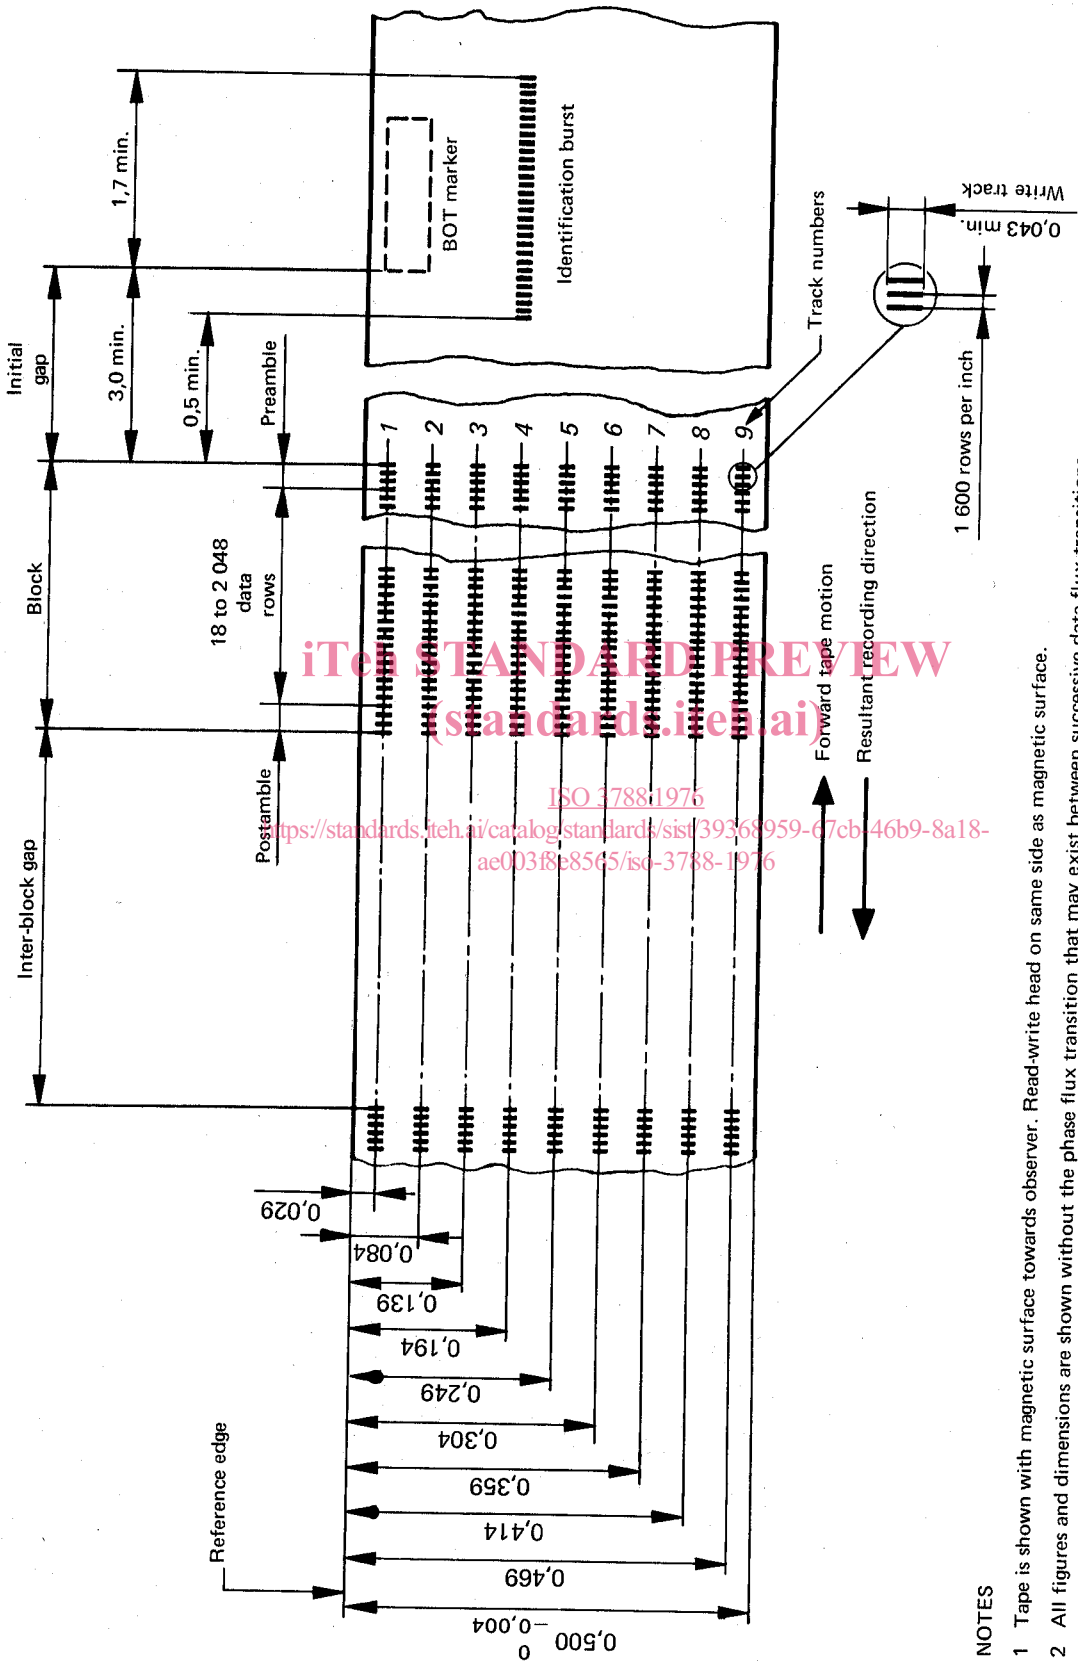 Initial
gap
Block
Inter-block gap
1,7 min.
3,0 min.
0,5 min.
Preamble
18 to 2 048
data
rows
Postamble
Reference edge
BOT marker
Identification burst
1
2
3
4
5
6
7
8
9
Track numbers
0,043 min.
Write track
1 600 rows per inch
Forward tape motion
Resultant recording direction
0,029
0,084
0,139
0,194
0,249
0,304
0,359
0,414
0,469
0
0,500 −0,004
iTeh STANDARD PREVIEW
(standards.iteh.ai)
ISO 3788:1976
https://standards.iteh.ai/catalog/standards/sist/39368959-67cb-46b9-8a18-
ae003f8e8565/iso-3788-1976
NOTES
1 Tape is shown with magnetic surface towards observer. Read-write head on same side as magnetic surface.
2 All figures and dimensions are shown without the phase flux transition that may exist between successive data flux transitions.